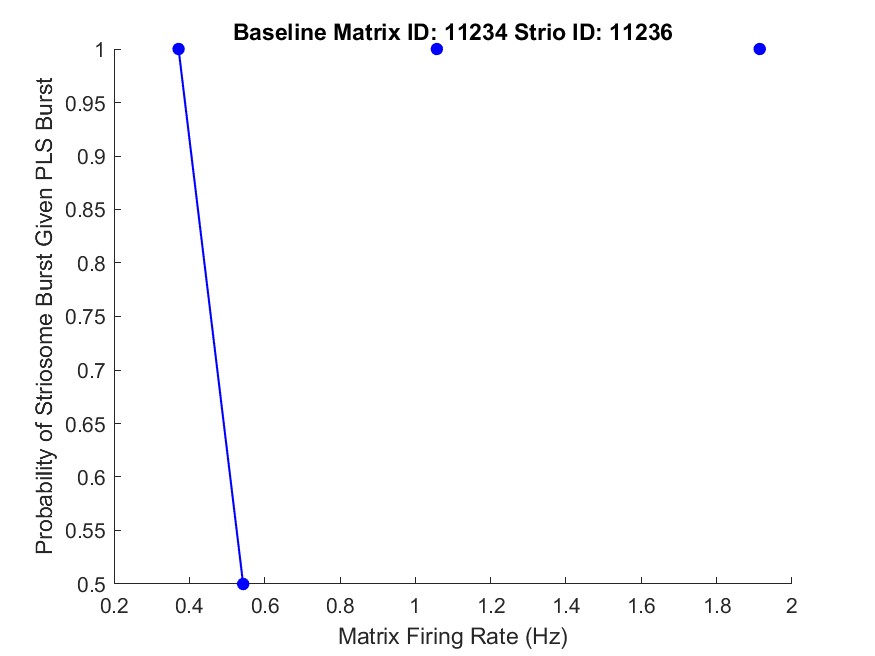 Baseline Matrix ID: 11234 Strio ID: 11236
Probability of Striosome Burst Given PLS Burst
1
0.95
0.9
0.85
0.8
0.75
0.7
0.65
0.6
0.55
0.5
0.2 0.4 0.6 0.8 1 1.2 1.4 1.6 1.8 2
Matrix Firing Rate (Hz)